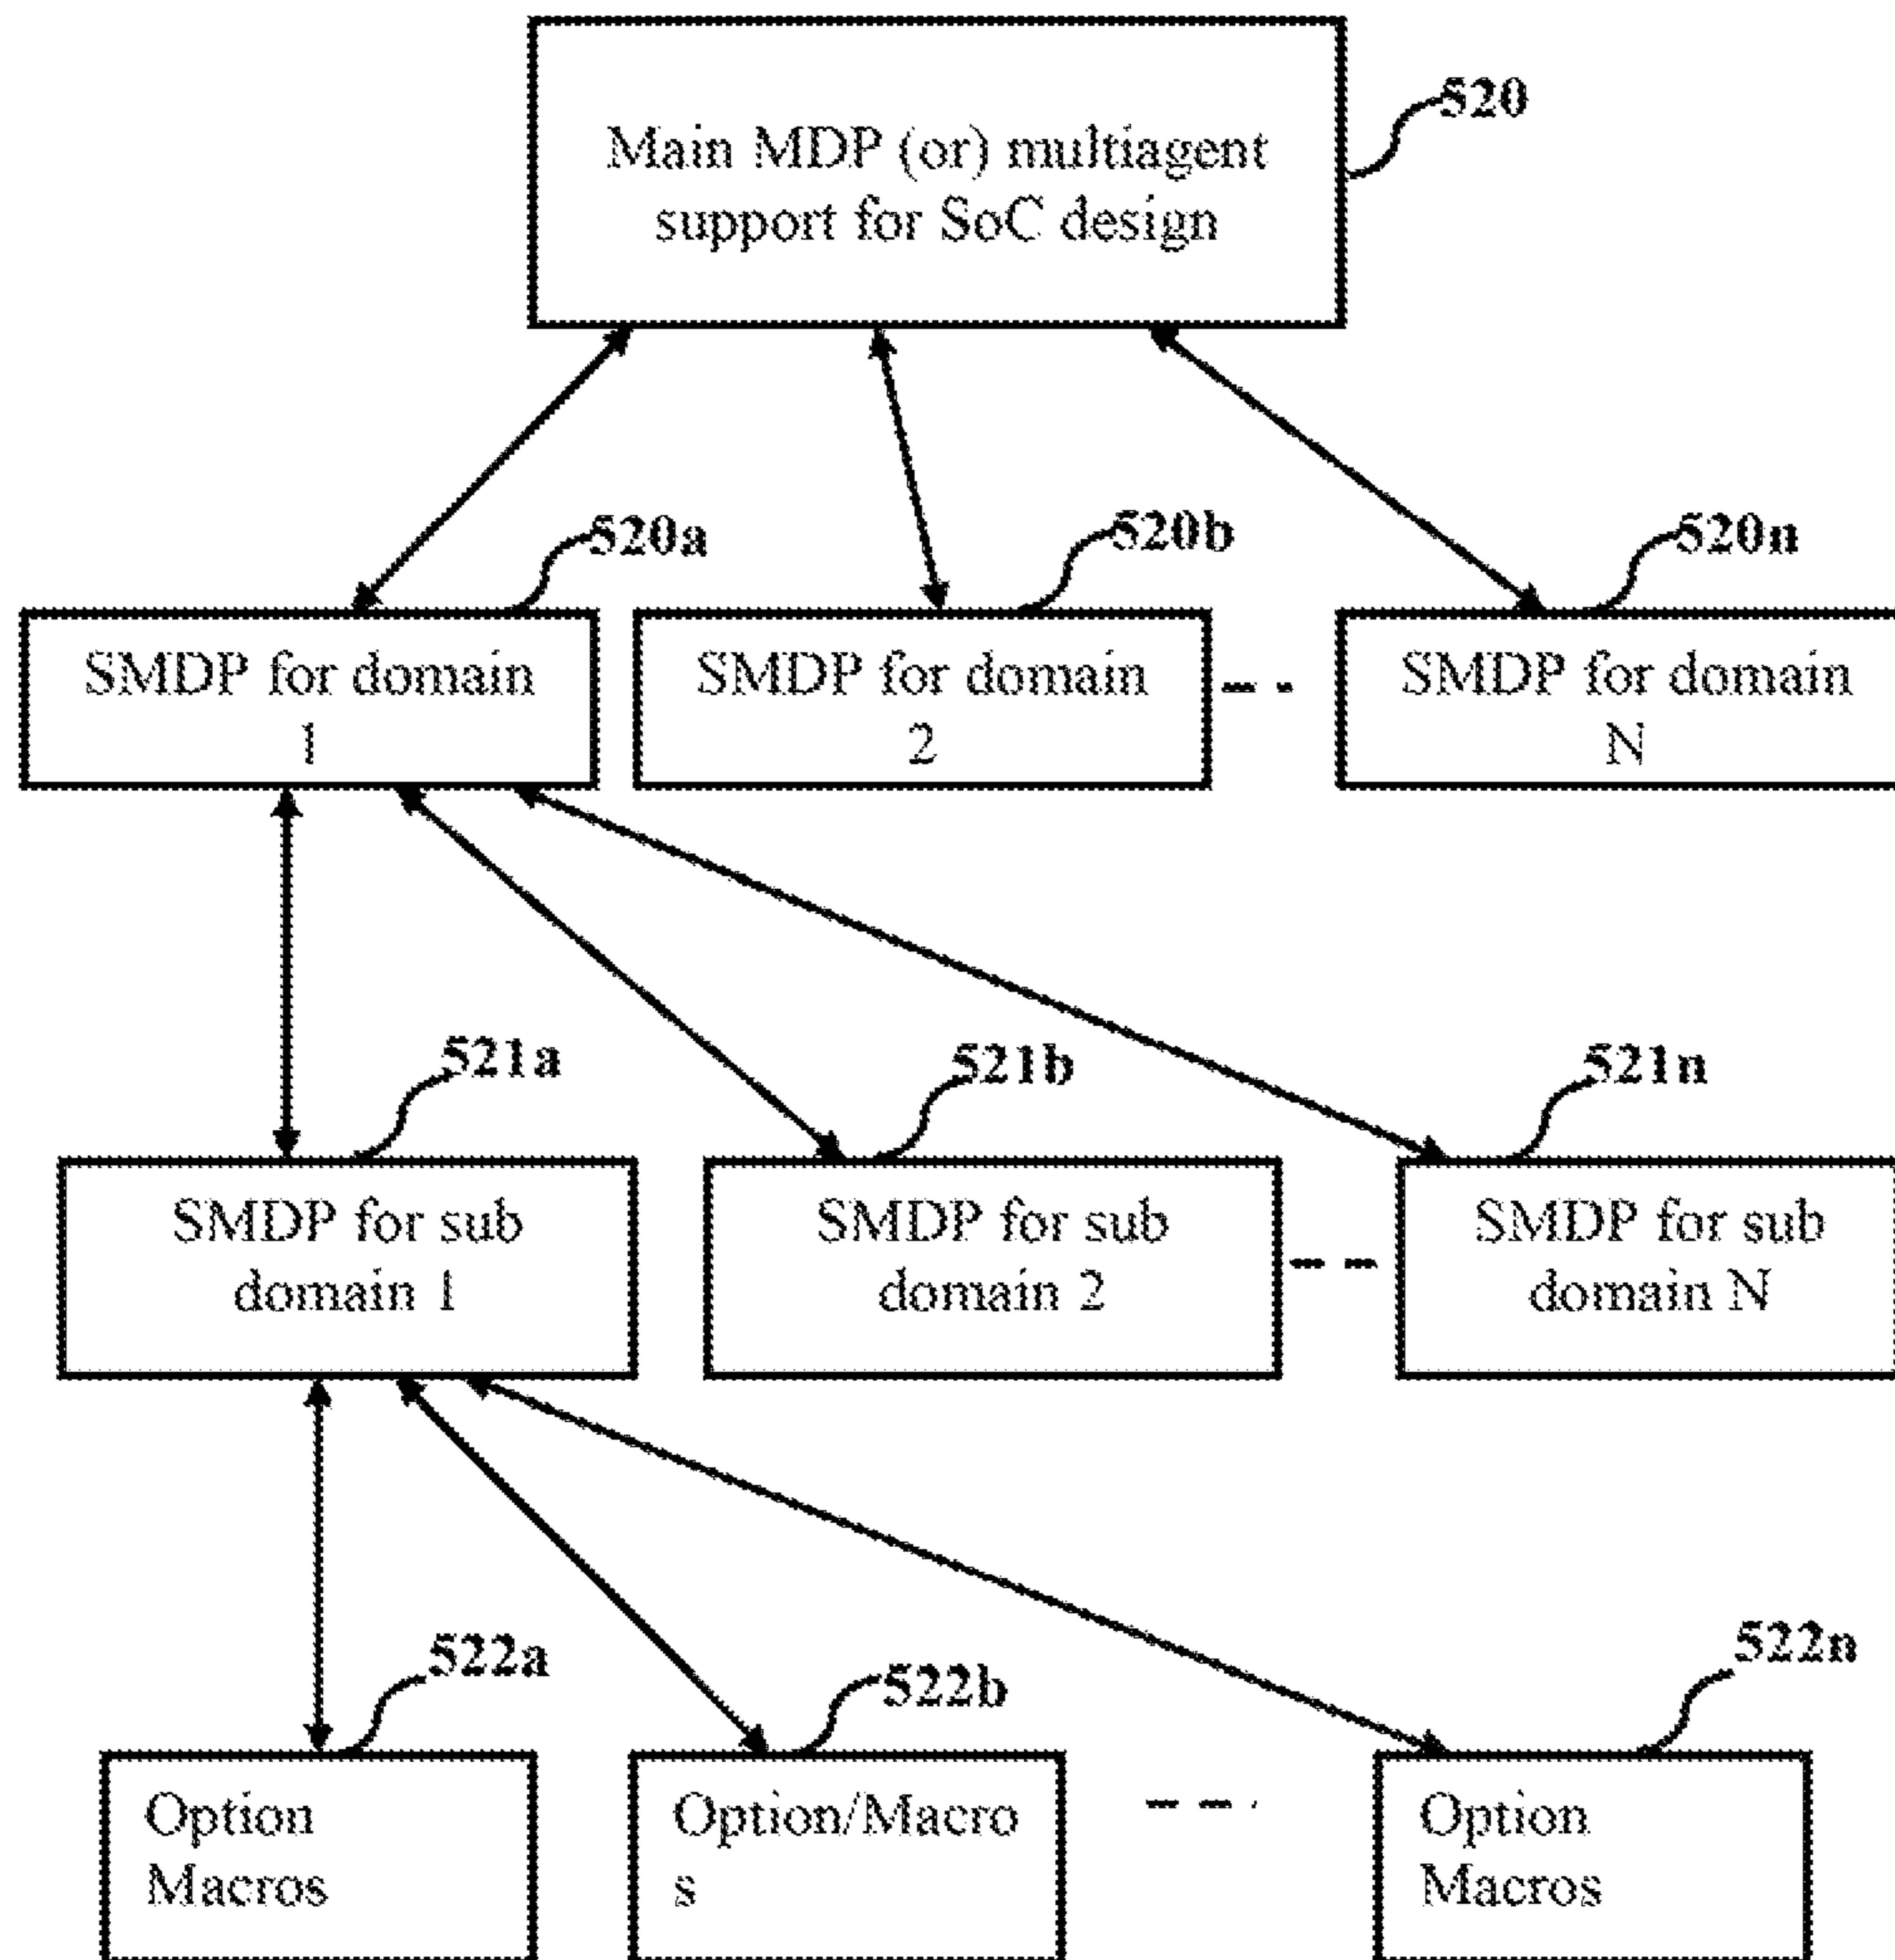 520
Main MDP (or) multiagent
support for SoC design
520a
520b
520n
SMDP for domain
1
SMDP for domain
2
SMDP for domain
N
521a
521b
521n
SMDP for sub
domain 1
SMDP for sub
domain 2
SMDP for sub
domain N
522a
522b
522n
Option
Macros
Option/Macro
s
Option
Macros